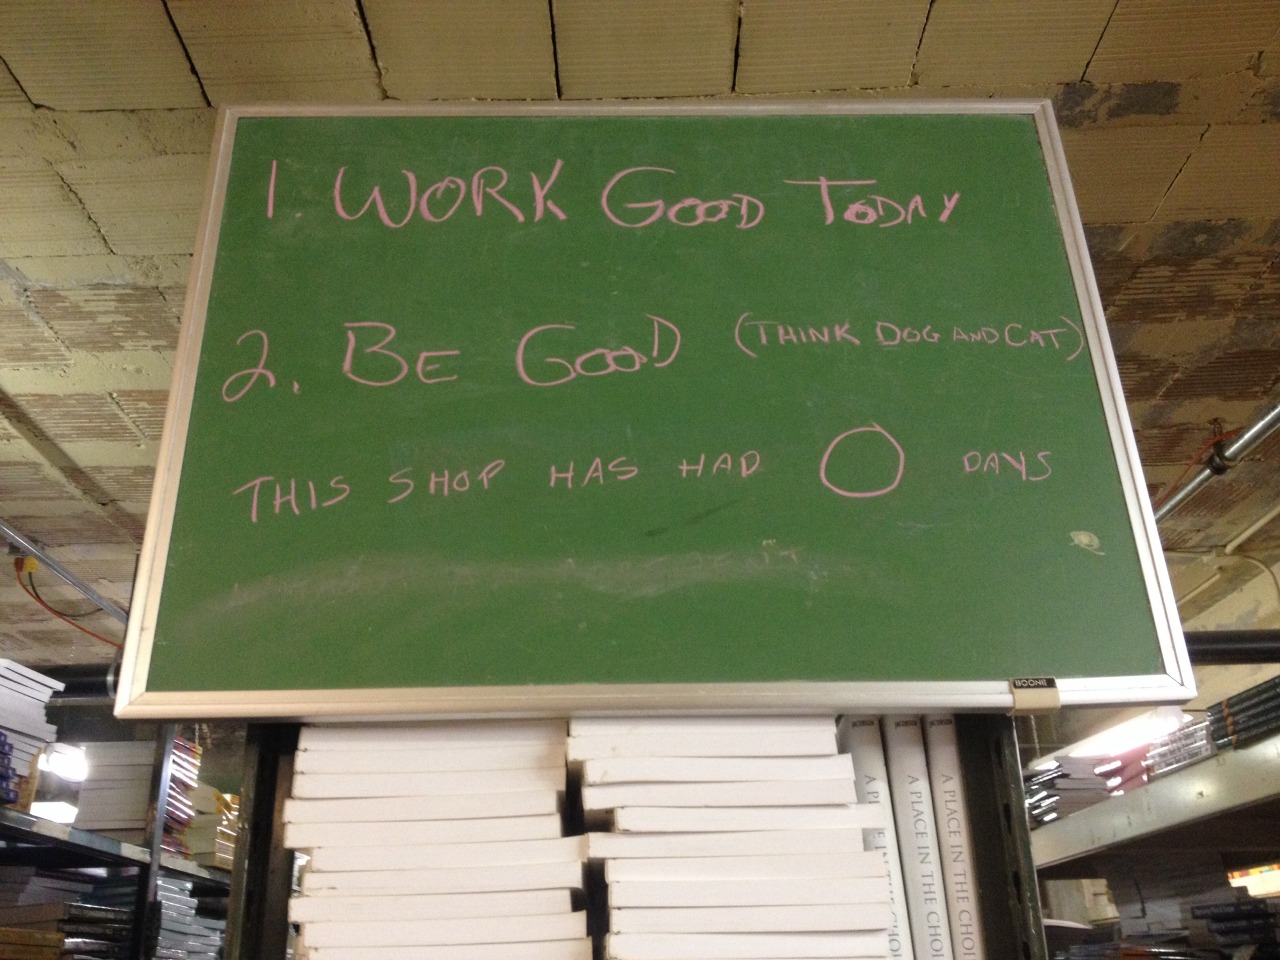 1. WORK GOOD TODAY
2. BE GOOD (THINK DOG AND CAT)
THIS SHOP HAS HAD 0 DAYS
BOONE
A PLACE IN THE CHOI
A PLACE IN THE CHOI